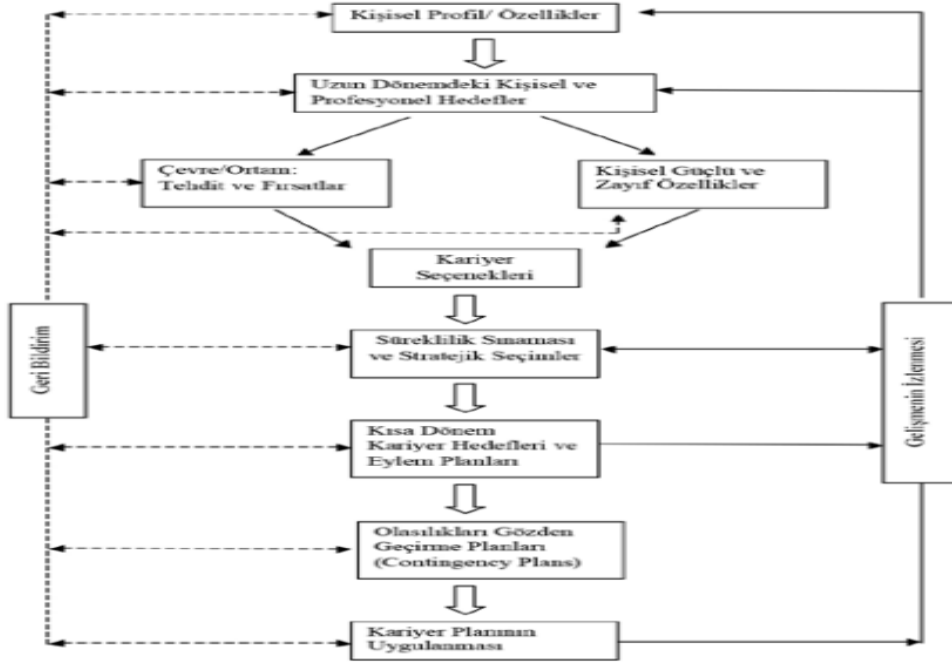 Kişisel Profil/ Özellikler
Uzun Dönemdeki Kişisel ve
Profesyonel Hedefler
Çevre/Ortam:
Tehdit ve Fırsatlar
Kişisel Güçlü ve
Zayıf Özellikler
Kariyer
Seçenekleri
Geri Bildirim
Süreklilik Sınaması
ve Stratejik Seçimler
Gelişmenin İzlenmesi
Kısa Dönem
Kariyer Hedefleri ve
Eylem Planları
Olasılıkları Gözden
Geçirme Planları
(Contingency Plans)
Kariyer Planının
Uygulanması